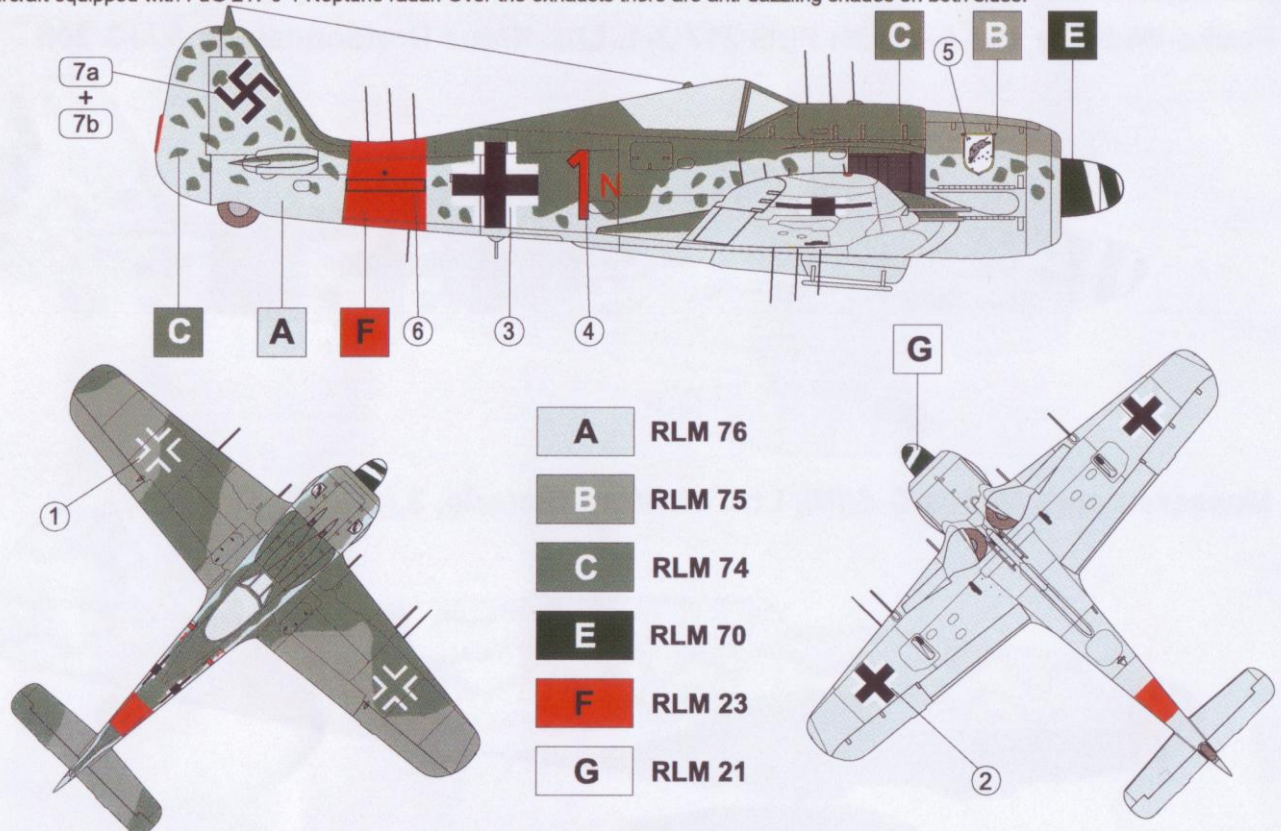 aircraft equipped with FuG 217 J-1 Neptune radar. Over the exhausts there are anti-dazzling shades on both sides.
C
5
B
E
7a
+
7b
1
N
C
A
F
6
3
4
G
A RLM 76
B RLM 75
C RLM 74
E RLM 70
F RLM 23
G RLM 21
1
2